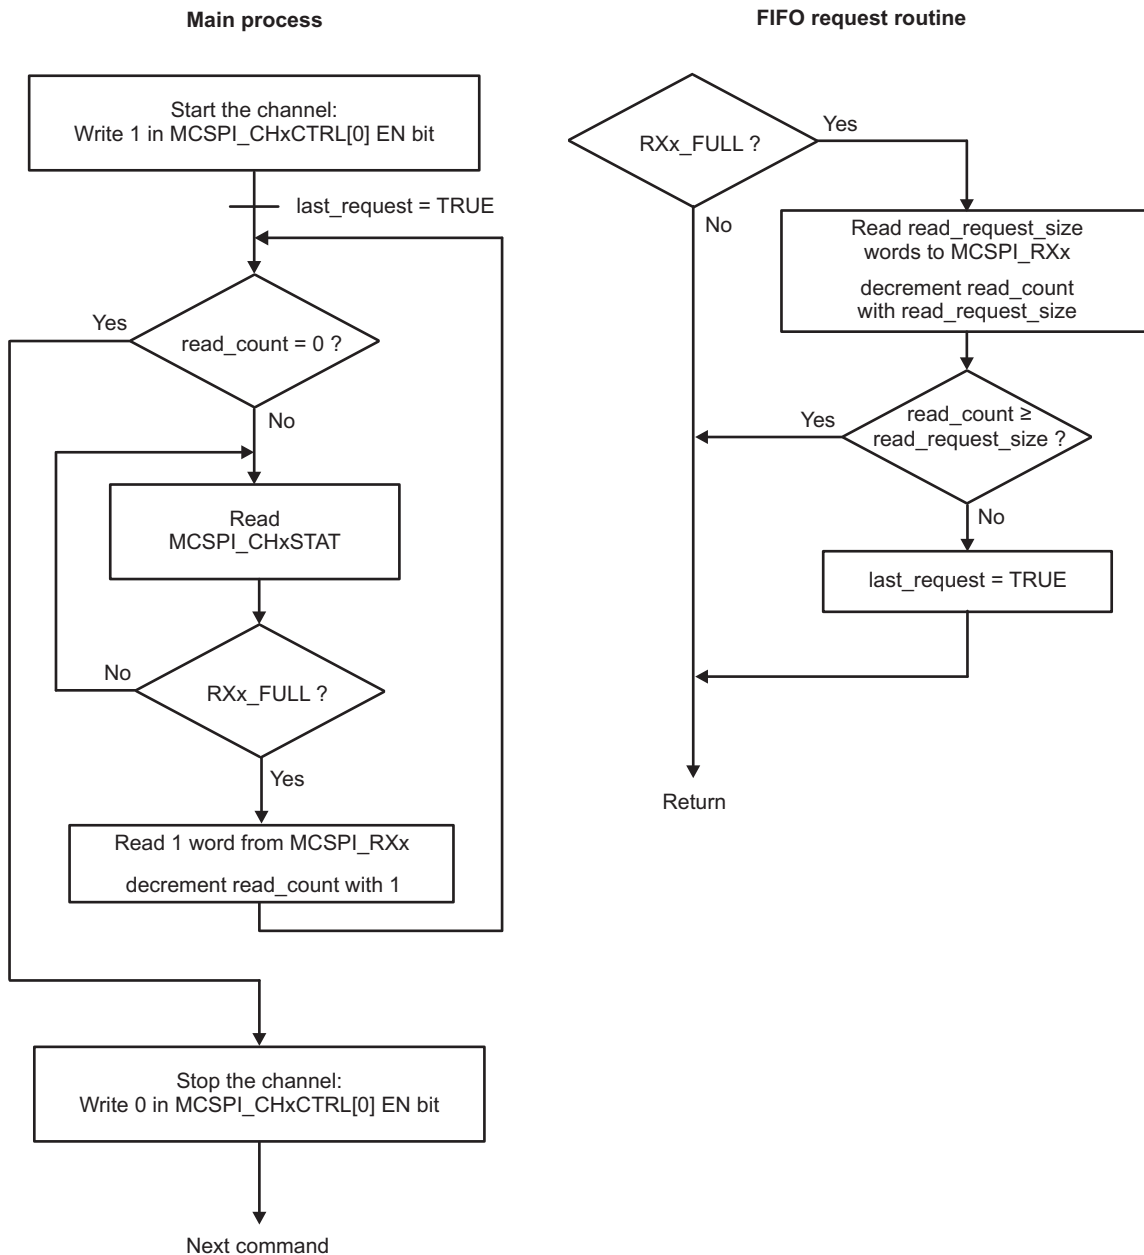 Main process
Start the channel:
Write 1 in MCSPI_CHxCTRL[0] EN bit
last_request = TRUE
Yes
read_count = 0 ?
No
Read
MCSPI_CHxSTAT
No
RXx_FULL ?
Yes
Read 1 word from MCSPI_RXx
decrement read_count with 1
Stop the channel:
Write 0 in MCSPI_CHxCTRL[0] EN bit
Next command
FIFO request routine
RXx_FULL ?
Yes
No
Read read_request_size
words to MCSPI_RXx
decrement read_count
with read_request_size
Yes
read_count ≥
read_request_size ?
No
last_request = TRUE
Return